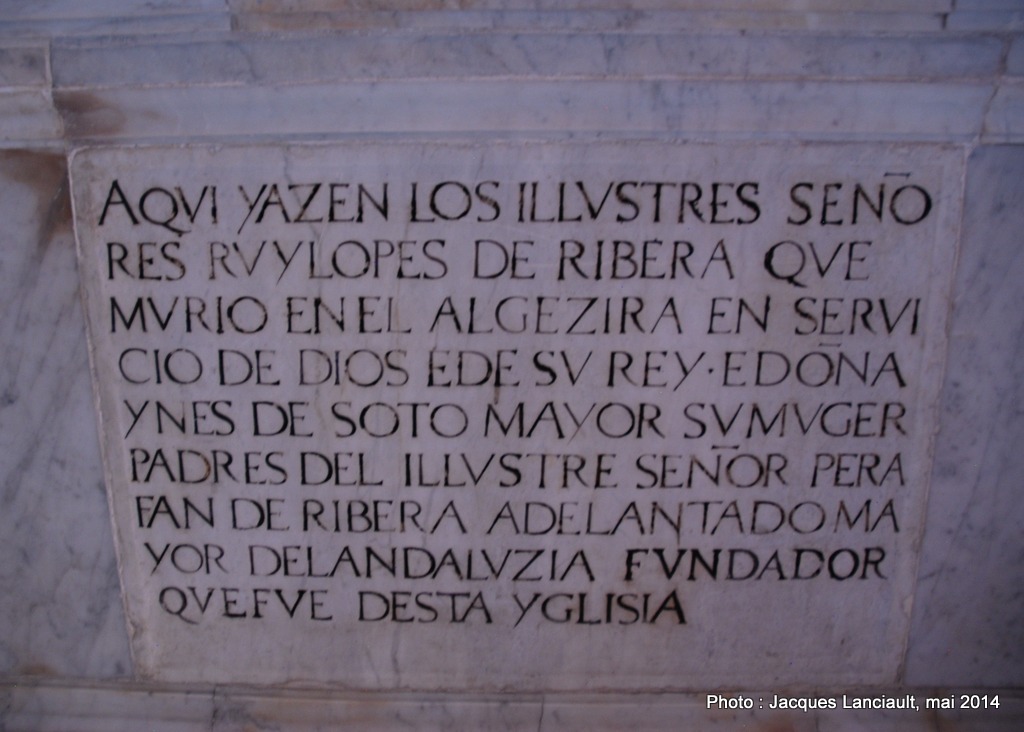 AQVI YAZEN LOS ILLVSTRES SEÑO
RES RVYLOPES DE RIBERA QVE
MVRIO EN EL ALGEZIRA EN SERVI
CIO DE DIOS EDE SV REY·EDOÑA
YNES DE SOTO MAYOR SVMVGER
PADRES DEL ILLVSTRE SEÑOR PERA
FAN DE RIBERA ADELANTADO MA
YOR DELANDALVZIA FVNDADOR
QVEFVE DESTA YGLISIA
Photo : Jacques Lanciault, mai 2014